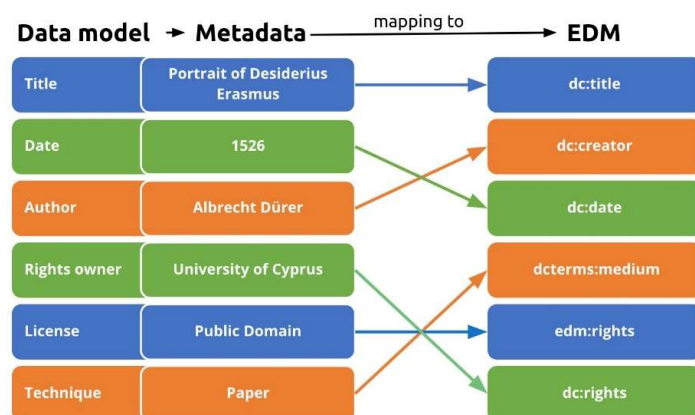 Data model Metadata mapping to EDM
Title Portrait of Desiderius
Erasmus dc:title
Date 1526 dc:creator
Author Albrecht Dürer dc:date
Rights owner University of Cyprus dcterms:medium
License Public Domain edm:rights
Technique Paper dc:rights